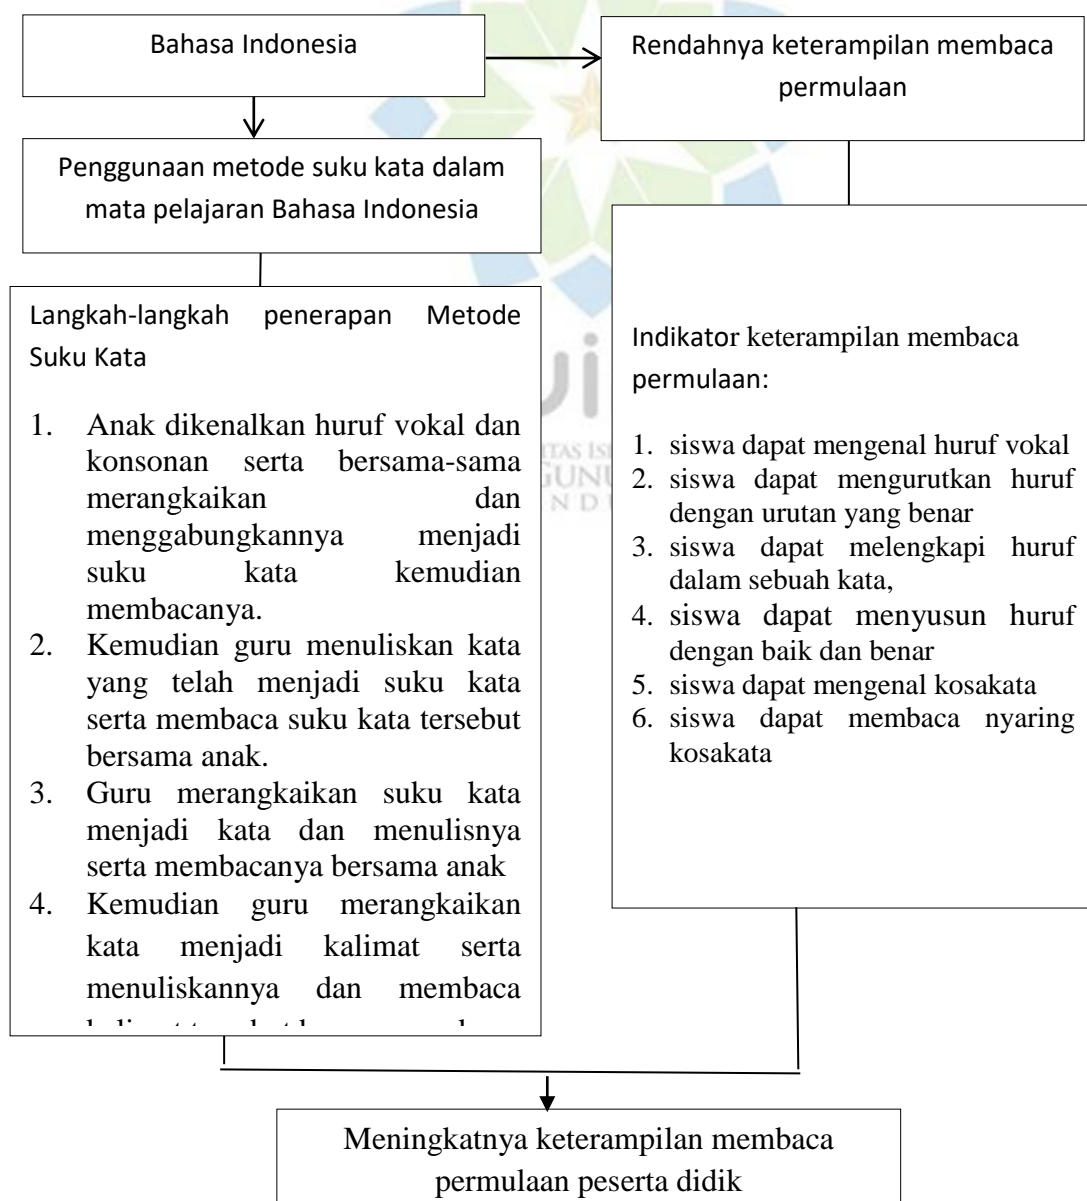 Bahasa Indonesia
Rendahnya keterampilan membaca
permulaan
Penggunaan metode suku kata dalam
mata pelajaran Bahasa Indonesia
Langkah-langkah penerapan Metode
Suku Kata
1. Anak dikenalkan huruf vokal dan
konsonan serta bersama-sama
merangkaikan dan
menggabungkannya menjadi
suku kata kemudian
membacanya.
2. Kemudian guru menuliskan kata
yang telah menjadi suku kata
serta membaca suku kata tersebut
bersama anak.
3. Guru merangkaikan suku kata
menjadi kata dan menulisnya
serta membacanya bersama anak
4. Kemudian guru merangkaikan
kata menjadi kalimat serta
menuliskannya dan membaca
Indikator keterampilan membaca
permulaan:
1. siswa dapat mengenal huruf vokal
2. siswa dapat mengurutkan huruf
dengan urutan yang benar
3. siswa dapat melengkapi huruf
dalam sebuah kata,
4. siswa dapat menyusun huruf
dengan baik dan benar
5. siswa dapat mengenal kosakata
6. siswa dapat membaca nyaring
kosakata
Meningkatnya keterampilan membaca
permulaan peserta didik